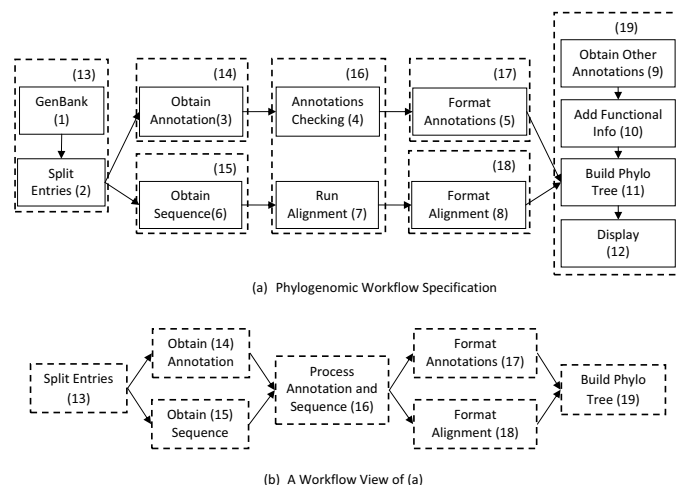 (13)
GenBank
(1)
Split
Entries (2)
(14)
Obtain
Annotation(3)
(15)
Obtain
Sequence(6)
(16)
Annotations
Checking (4)
Run
Alignment (7)
(17)
Format
Annotations (5)
(18)
Format
Alignment (8)
(19)
Obtain Other
Annotations (9)
Add Functional
Info (10)
Build Phylo
Tree (11)
Display
(12)
(a) Phylogenomic Workflow Specification
Split Entries
(13)
Obtain (14)
Annotation
Obtain (15)
Sequence
Process
Annotation and
Sequence (16)
Format
Annotations (17)
Format
Alignment (18)
Build Phylo
Tree (19)
(b) A Workflow View of (a)